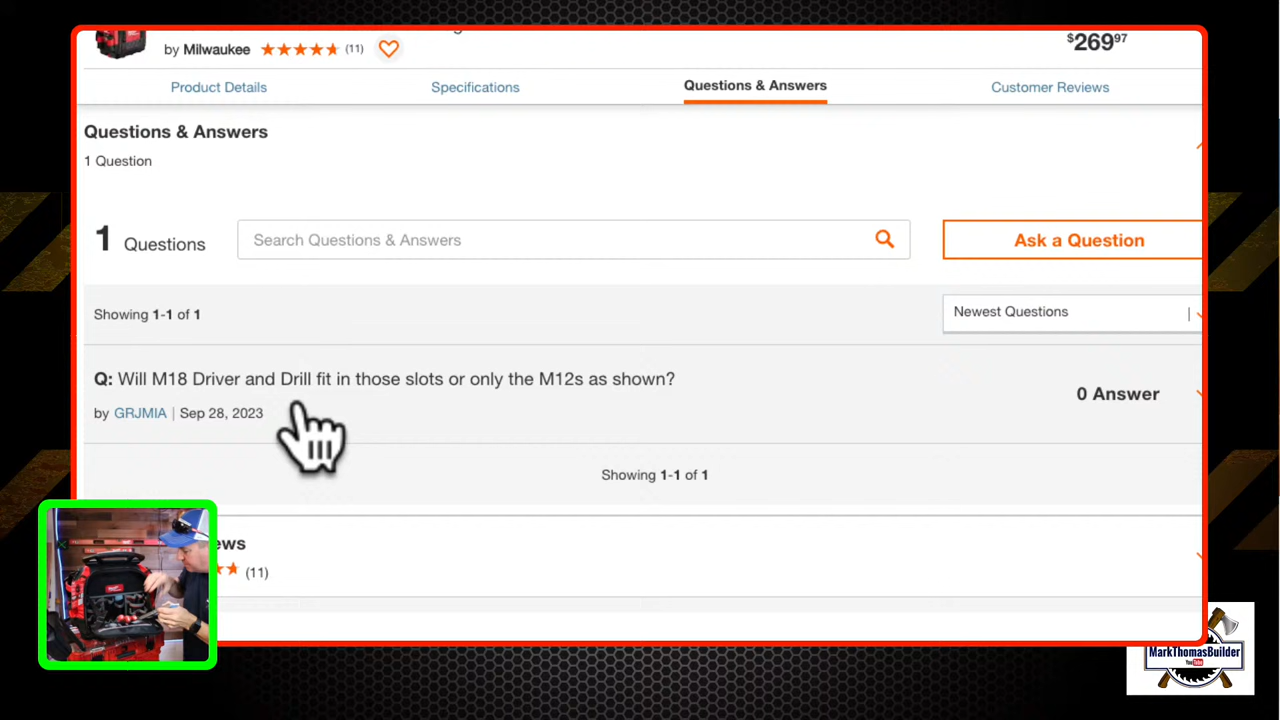 by Milwaukee (11)
$269 97
Product Details Specifications Questions & Answers Customer Reviews
Questions & Answers
1 Question
1 Questions Search Questions & Answers Ask a Question
Showing 1-1 of 1 Newest Questions
Q: Will M18 Driver and Drill fit in those slots or only the M12s as shown?
by GRJMIA | Sep 28, 2023
0 Answer
Showing 1-1 of 1
ews
(11)
MarkThomasBuilder
YouTube